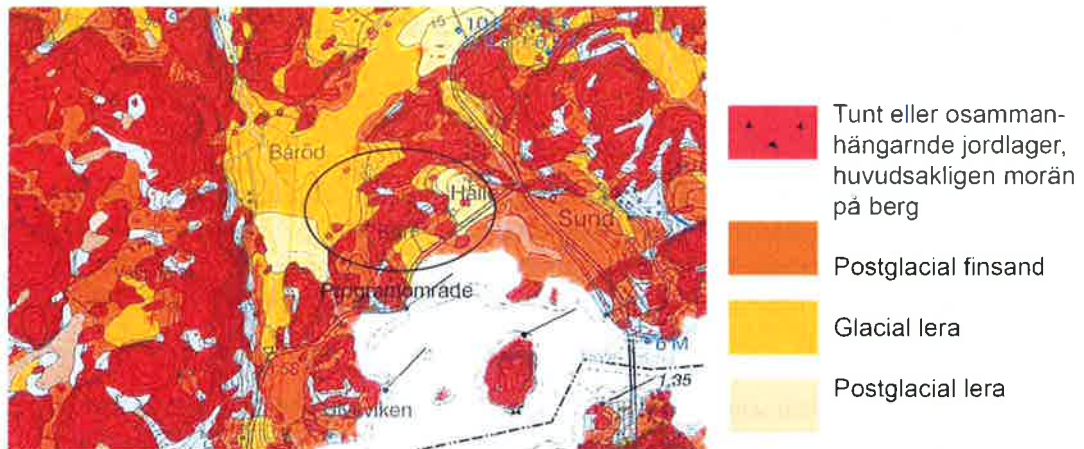 Båröd
Häll
Sund
Programområde
6 M
1.35
Tunt eller osamman-
hängarnde jordlager,
huvudsakligen morän
på berg
Postglacial finsand
Glacial lera
Postglacial lera